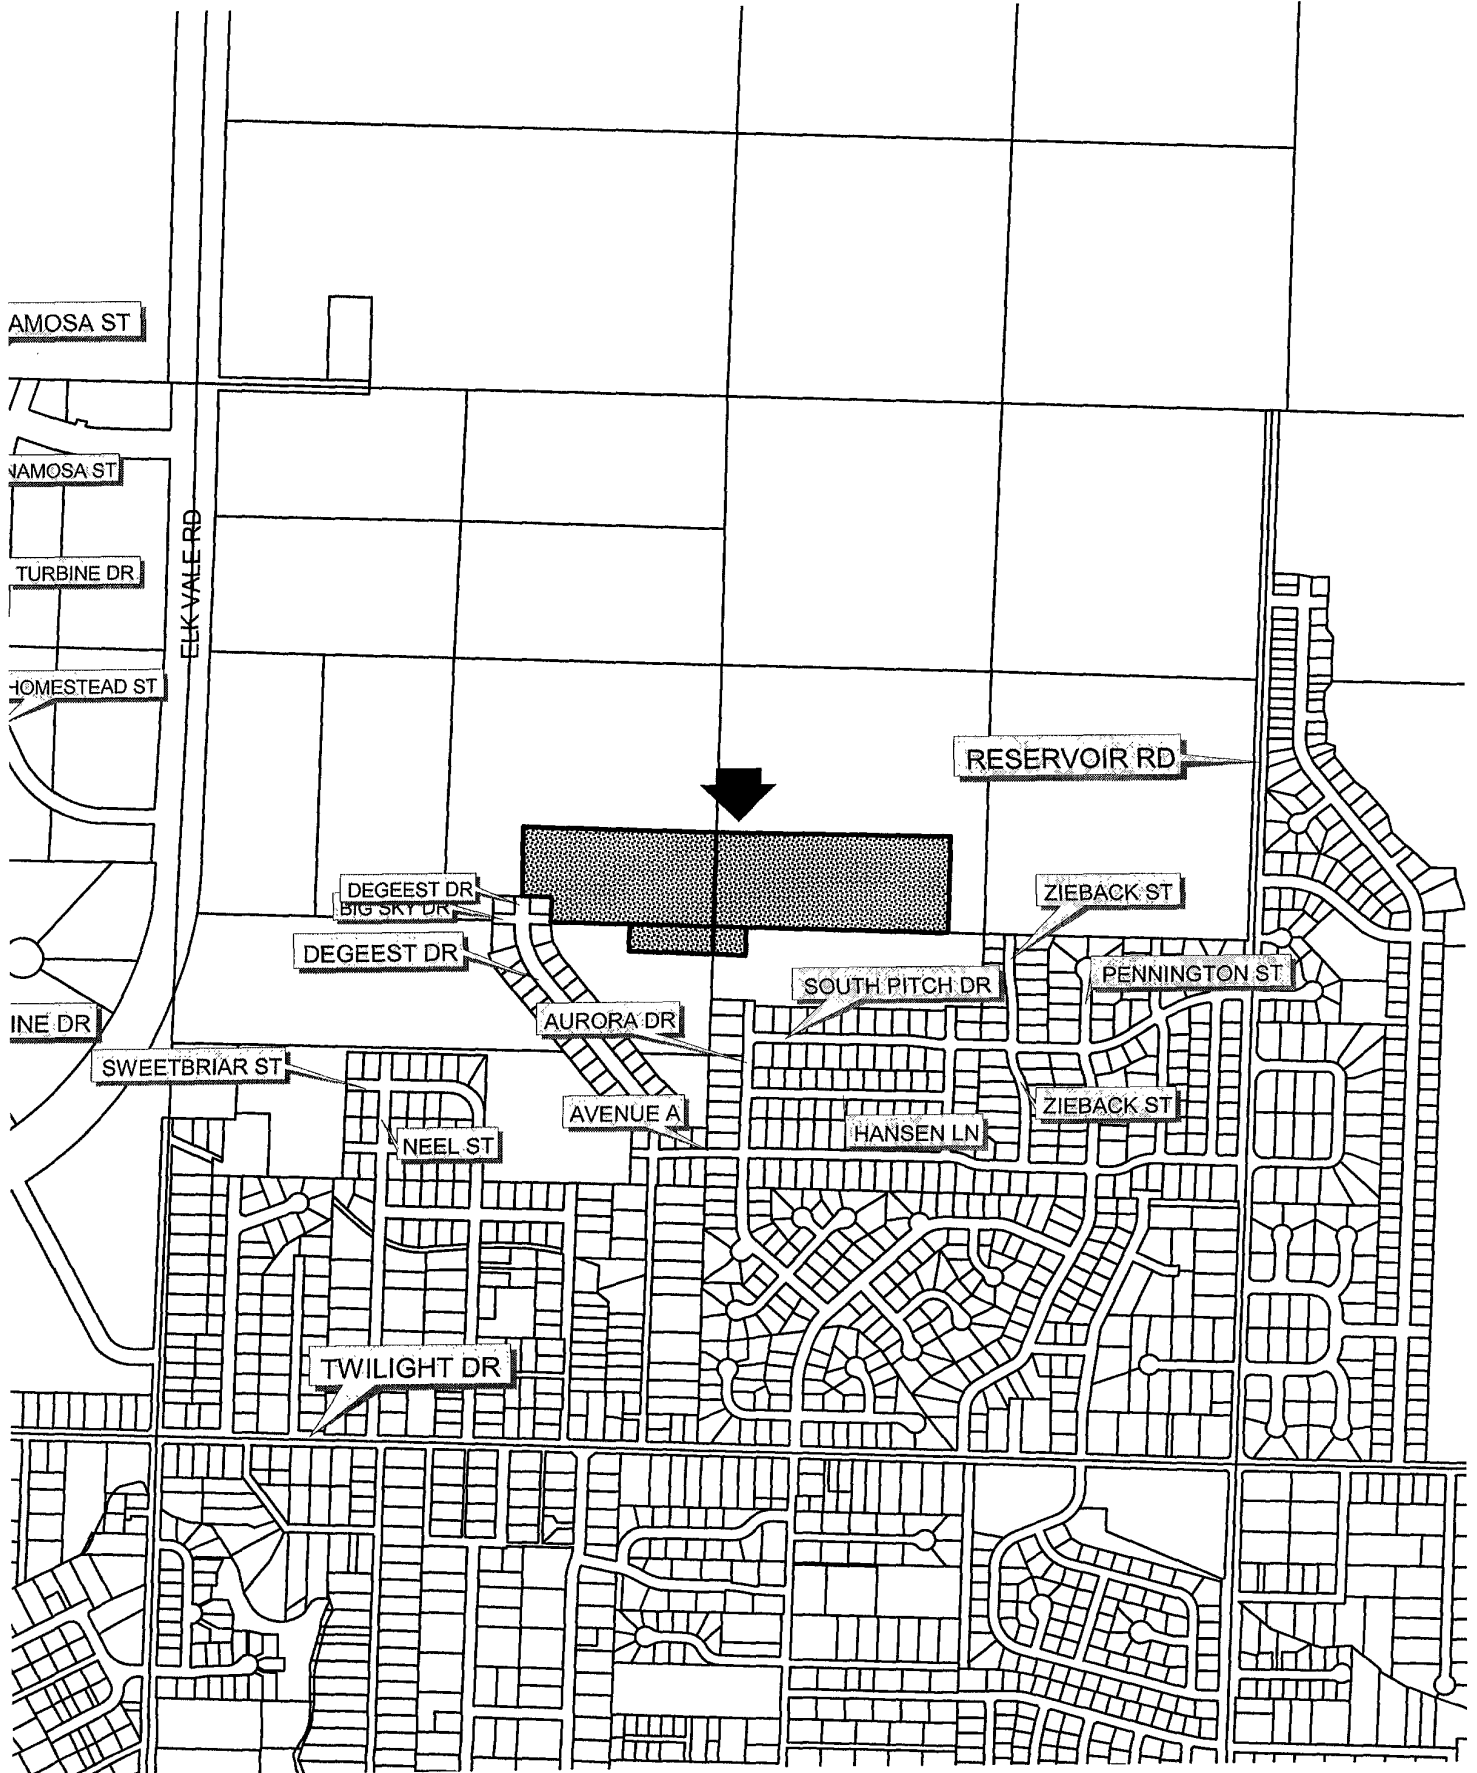 AMOSA ST
NAMOSA ST
ELK VALE RD
TURBINE DR
HOMESTEAD ST
RESERVOIR RD
DEGEEST DR
BIG SKY DR
ZIEBACK ST
DEGEEST DR
SOUTH PITCH DR
PENNINGTON ST
INE DR
AURORA DR
SWEETBRIAR ST
AVENUE A
ZIEBACK ST
HANSEN LN
NEEL ST
TWILIGHT DR